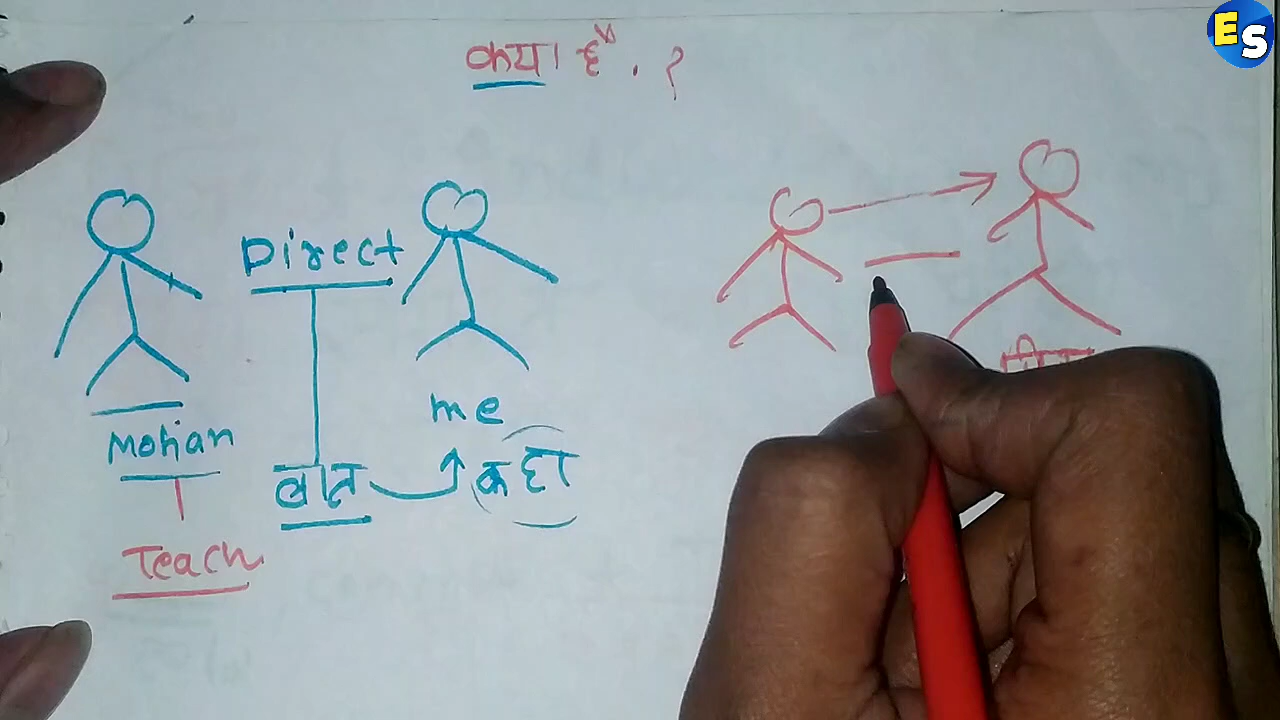 क्या है . ?
Direct
me
Mohan
बात कहा
Teach
ES